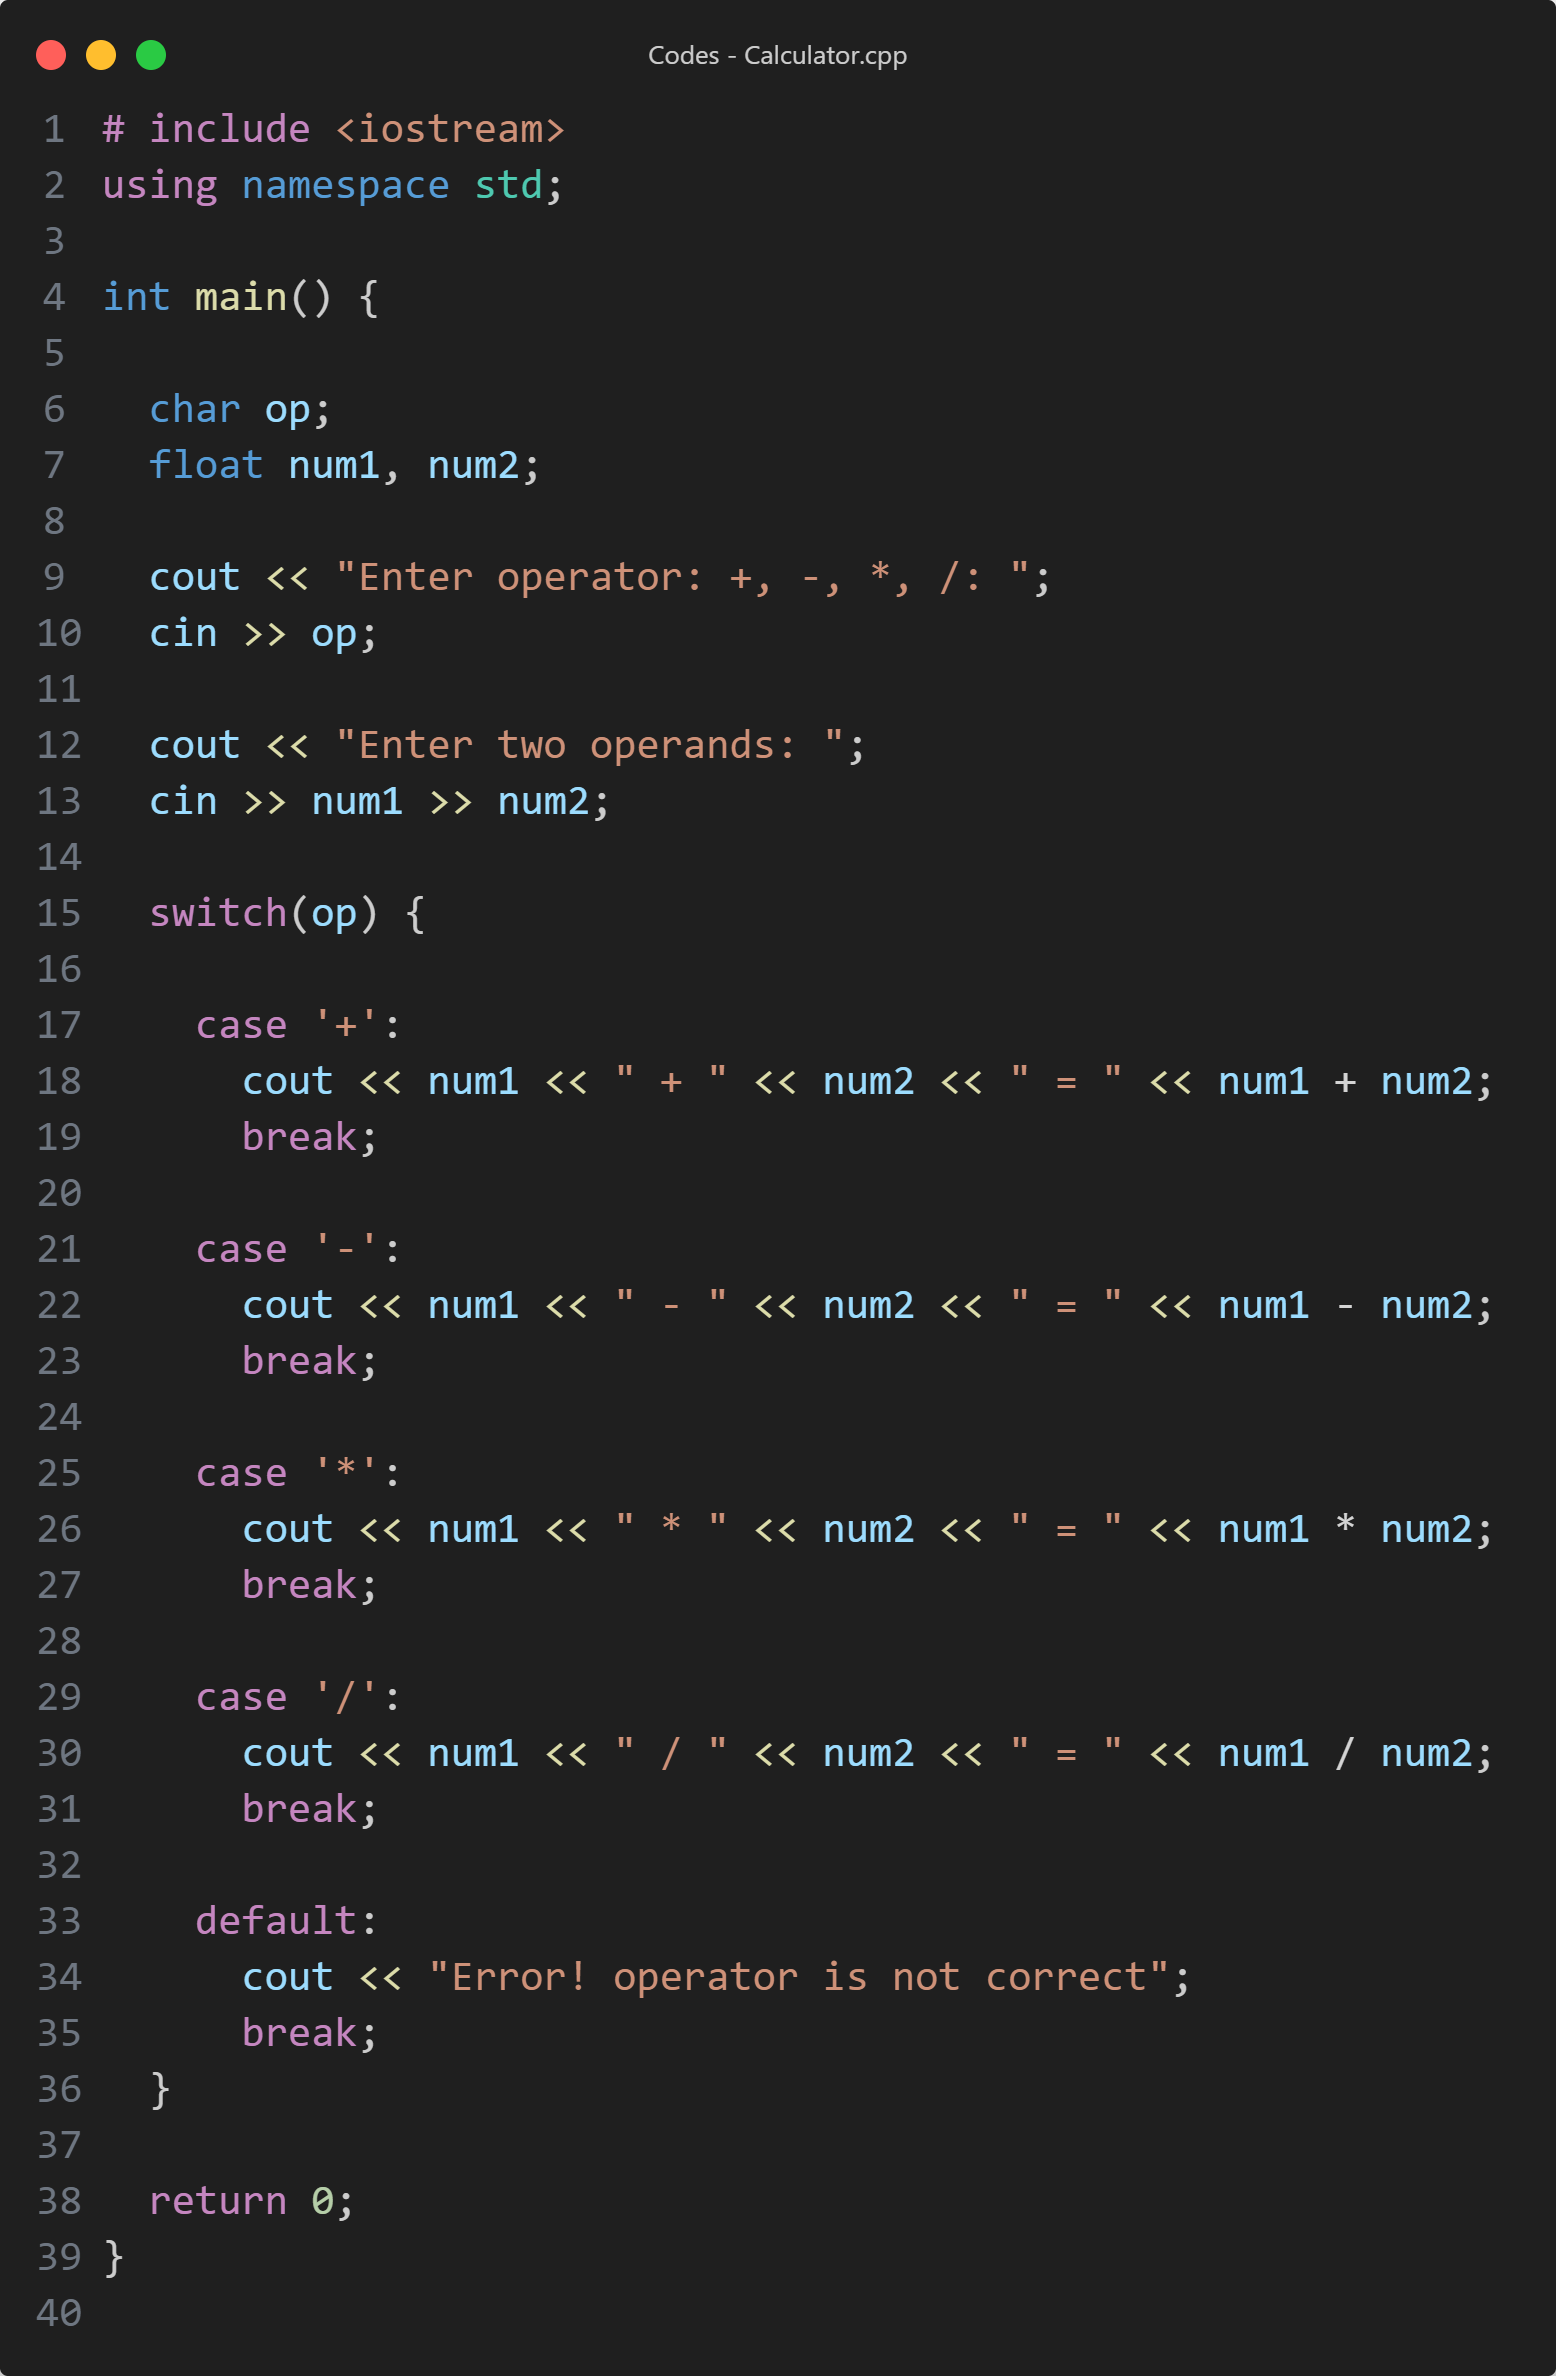 Codes - Calculator.cpp
1 # include <iostream>
2 using namespace std;
3
4 int main() {
5
6   char op;
7   float num1, num2;
8
9   cout << "Enter operator: +, -, *, /: ";
10   cin >> op;
11
12   cout << "Enter two operands: ";
13   cin >> num1 >> num2;
14
15   switch(op) {
16
17     case '+':
18       cout << num1 << " + " << num2 << " = " << num1 + num2;
19       break;
20
21     case '-':
22       cout << num1 << " - " << num2 << " = " << num1 - num2;
23       break;
24
25     case '*':
26       cout << num1 << " * " << num2 << " = " << num1 * num2;
27       break;
28
29     case '/':
30       cout << num1 << " / " << num2 << " = " << num1 / num2;
31       break;
32
33     default:
34       cout << "Error! operator is not correct";
35       break;
36   }
37
38   return 0;
39 }
40